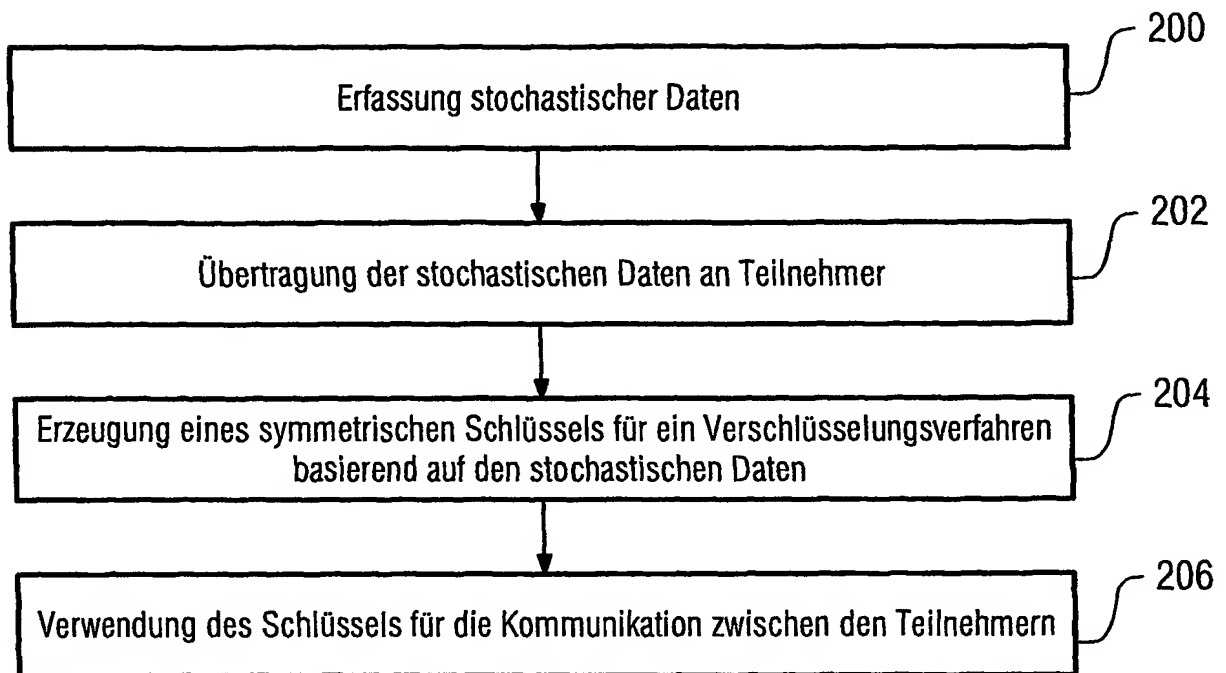 200
Erfassung stochastischer Daten
202
Übertragung der stochastischen Daten an Teilnehmer
204
Erzeugung eines symmetrischen Schlüssels für ein Verschlüsselungsverfahren
basierend auf den stochastischen Daten
206
Verwendung des Schlüssels für die Kommunikation zwischen den Teilnehmern